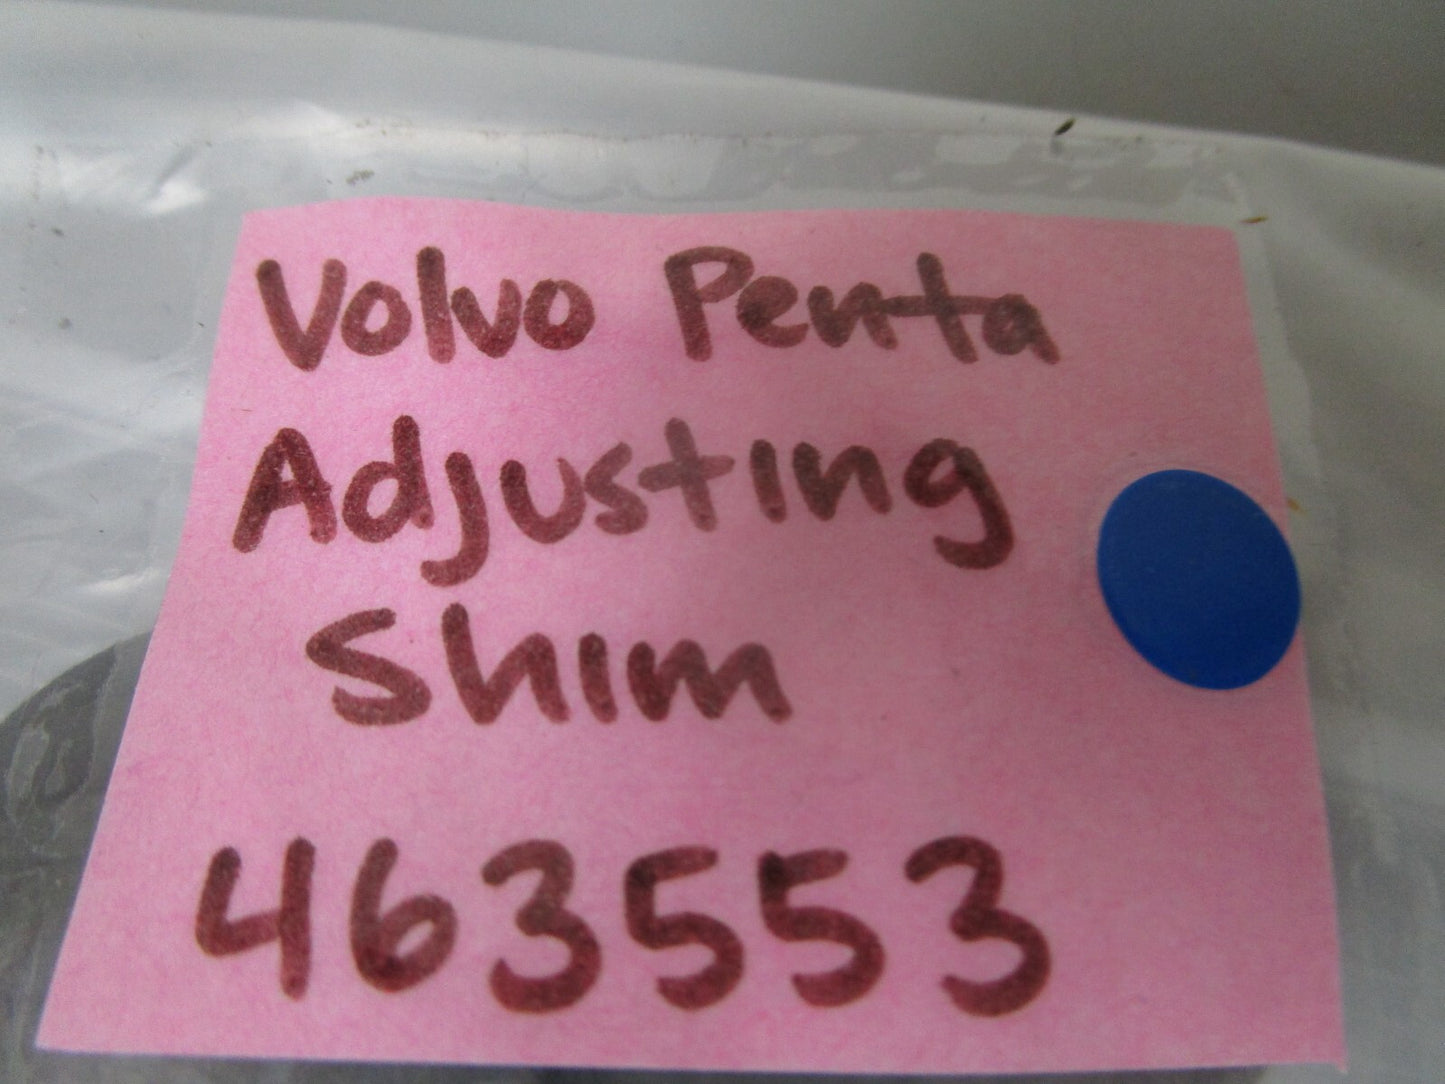 Volvo Penta
Adjusting
Shim
463553